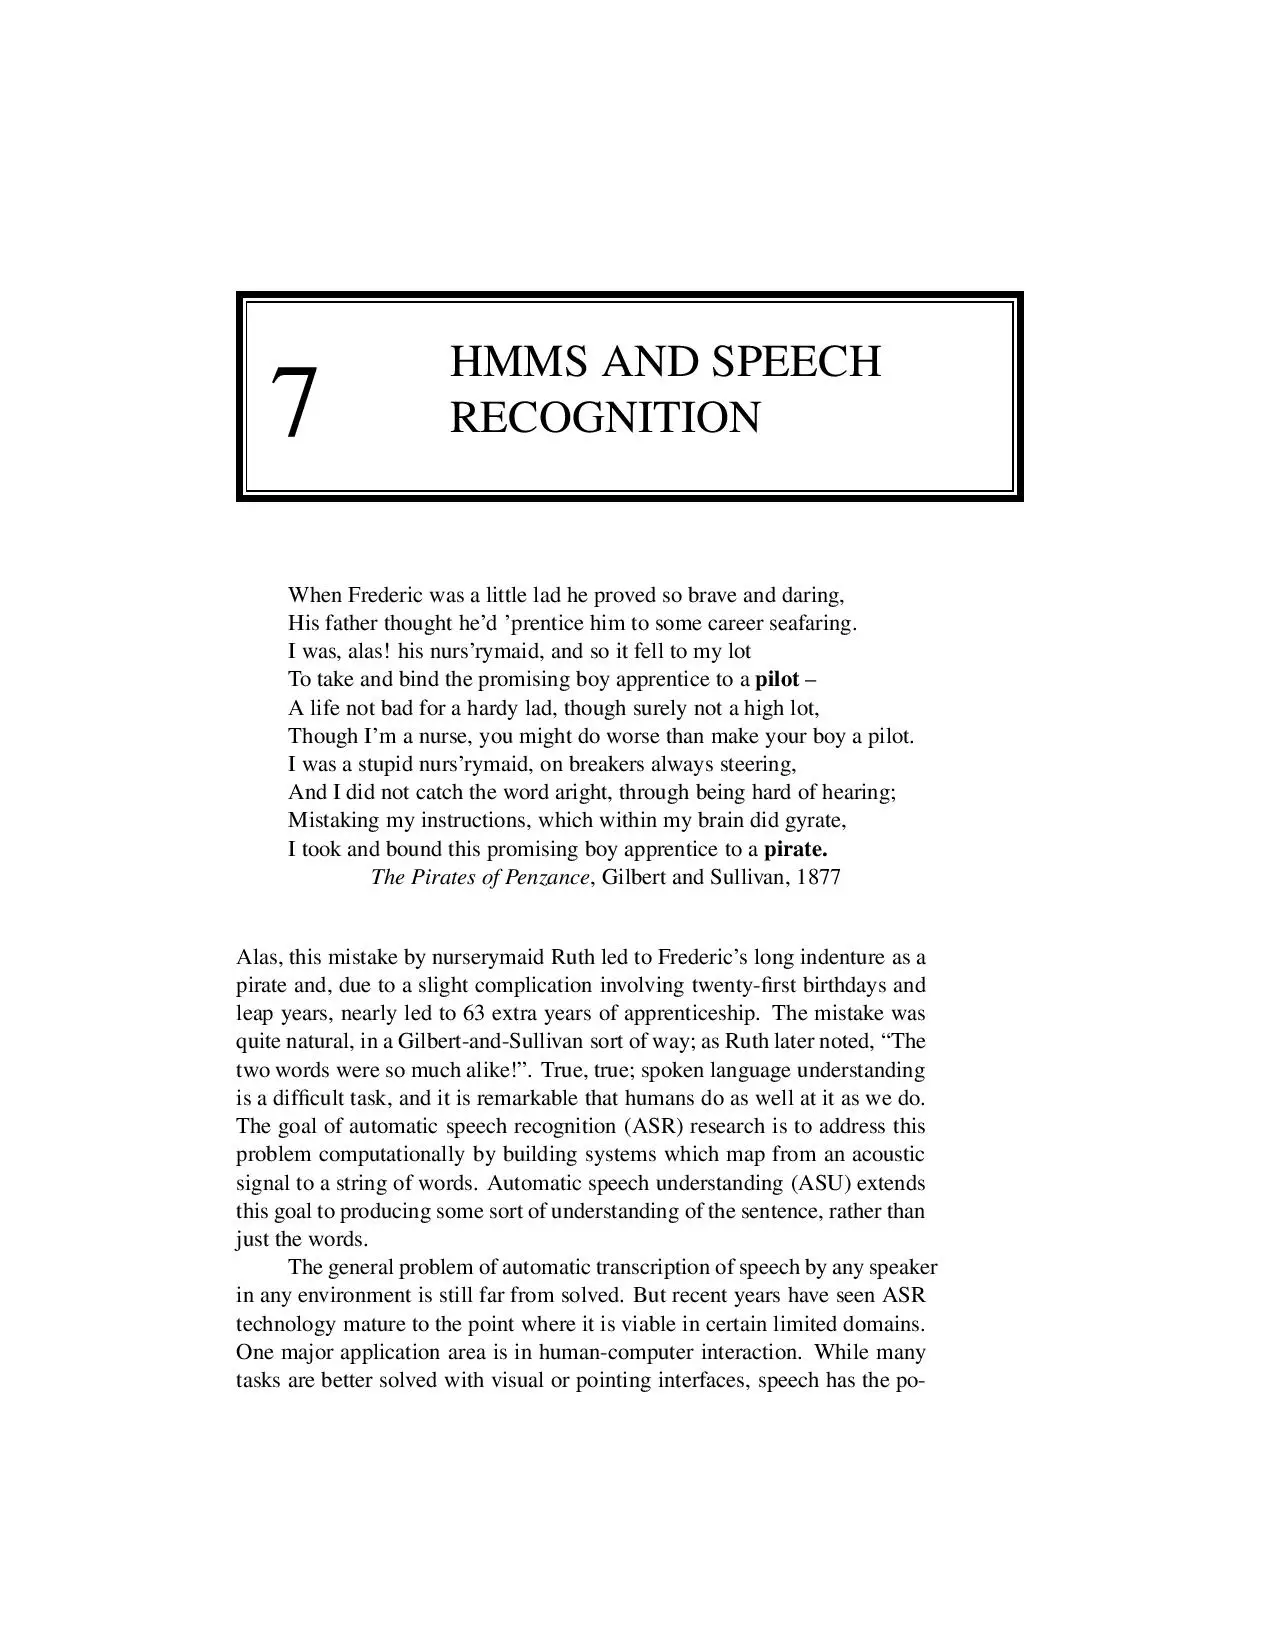 7
HMMS AND SPEECH
RECOGNITION
When Frederic was a little lad he proved so brave and daring,
His father thought he’d ’prentice him to some career seafaring.
I was, alas! his nurs’rymaid, and so it fell to my lot
To take and bind the promising boy apprentice to a pilot –
A life not bad for a hardy lad, though surely not a high lot,
Though I’m a nurse, you might do worse than make your boy a pilot.
I was a stupid nurs’rymaid, on breakers always steering,
And I did not catch the word aright, through being hard of hearing;
Mistaking my instructions, which within my brain did gyrate,
I took and bound this promising boy apprentice to a pirate.
The Pirates of Penzance, Gilbert and Sullivan, 1877
Alas, this mistake by nurserymaid Ruth led to Frederic’s long indenture as a
pirate and, due to a slight complication involving twenty-first birthdays and
leap years, nearly led to 63 extra years of apprenticeship. The mistake was
quite natural, in a Gilbert-and-Sullivan sort of way; as Ruth later noted, “The
two words were so much alike!”. True, true; spoken language understanding
is a difficult task, and it is remarkable that humans do as well at it as we do.
The goal of automatic speech recognition (ASR) research is to address this
problem computationally by building systems which map from an acoustic
signal to a string of words. Automatic speech understanding (ASU) extends
this goal to producing some sort of understanding of the sentence, rather than
just the words.
The general problem of automatic transcription of speech by any speaker
in any environment is still far from solved. But recent years have seen ASR
technology mature to the point where it is viable in certain limited domains.
One major application area is in human-computer interaction. While many
tasks are better solved with visual or pointing interfaces, speech has the po-